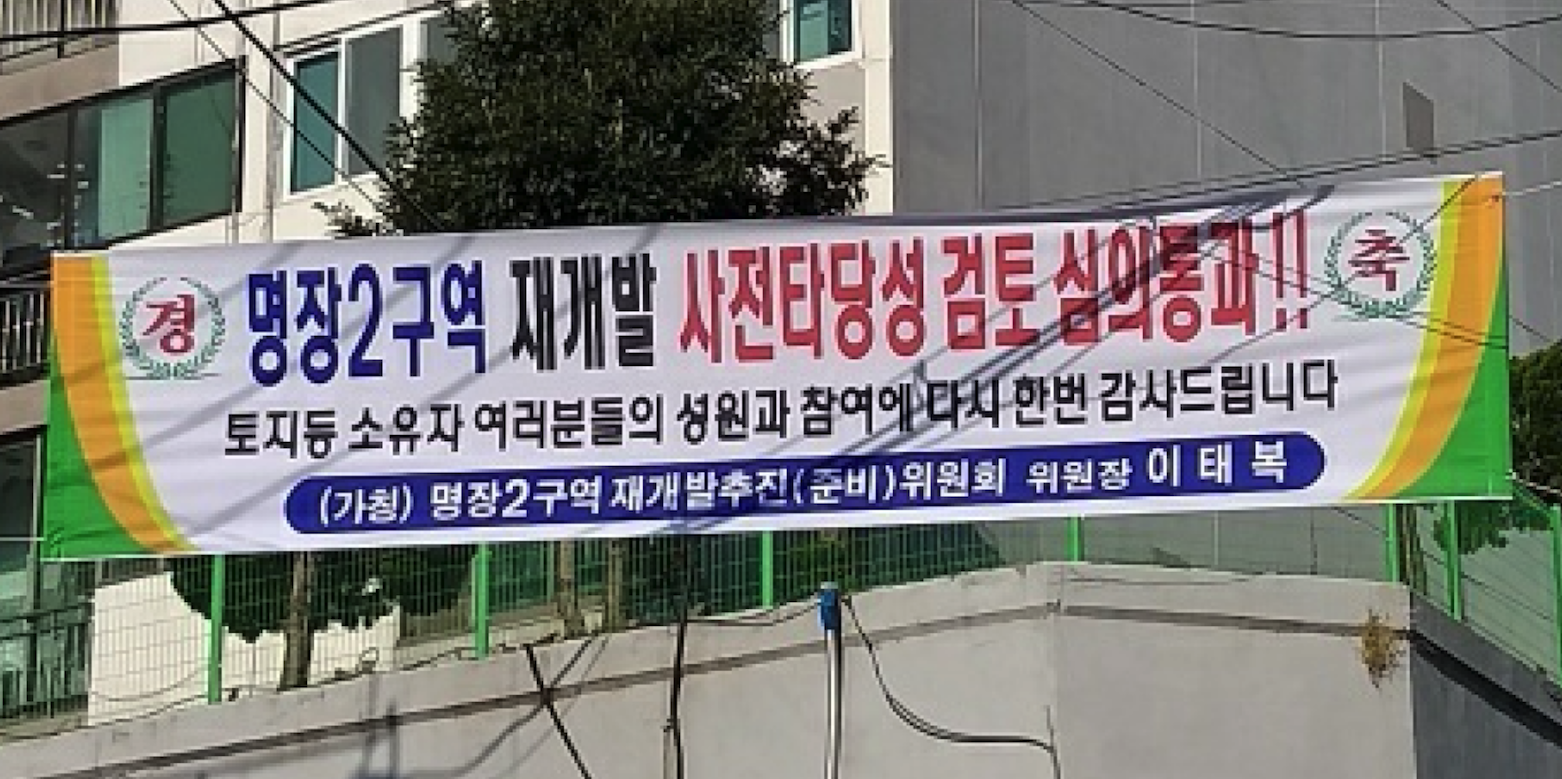 경 명장2구역 재개발 사전타당성 검토 심의통과!! 축
토지등 소유자 여러분들의 성원과 참여에 다시 한번 감사드립니다
(가칭) 명장2구역 재개발추진(준비)위원회 위원장 이태복